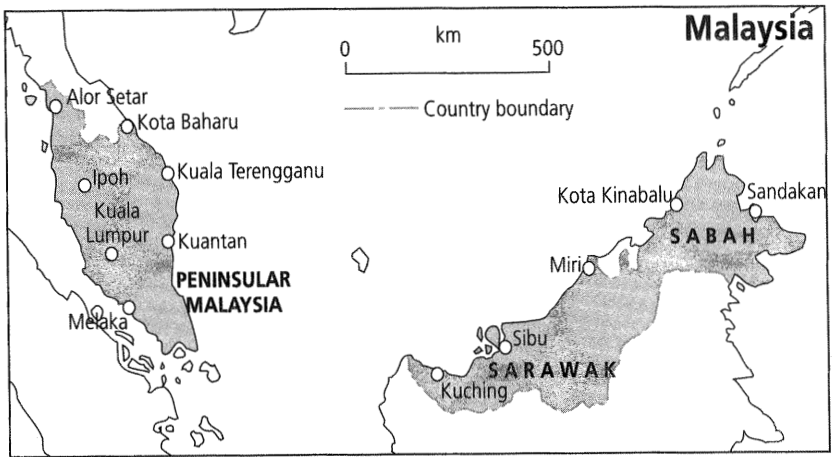 Malaysia
km
0 500
Country boundary
Alor Setar
Kota Baharu
Kuala Terengganu
Ipoh
Kuala
Lumpur
Kuantan
PENINSULAR
MALAYSIA
Melaka
Kota Kinabalu
Sandakan
SABAH
Miri
Sibu
SARAWAK
Kuching